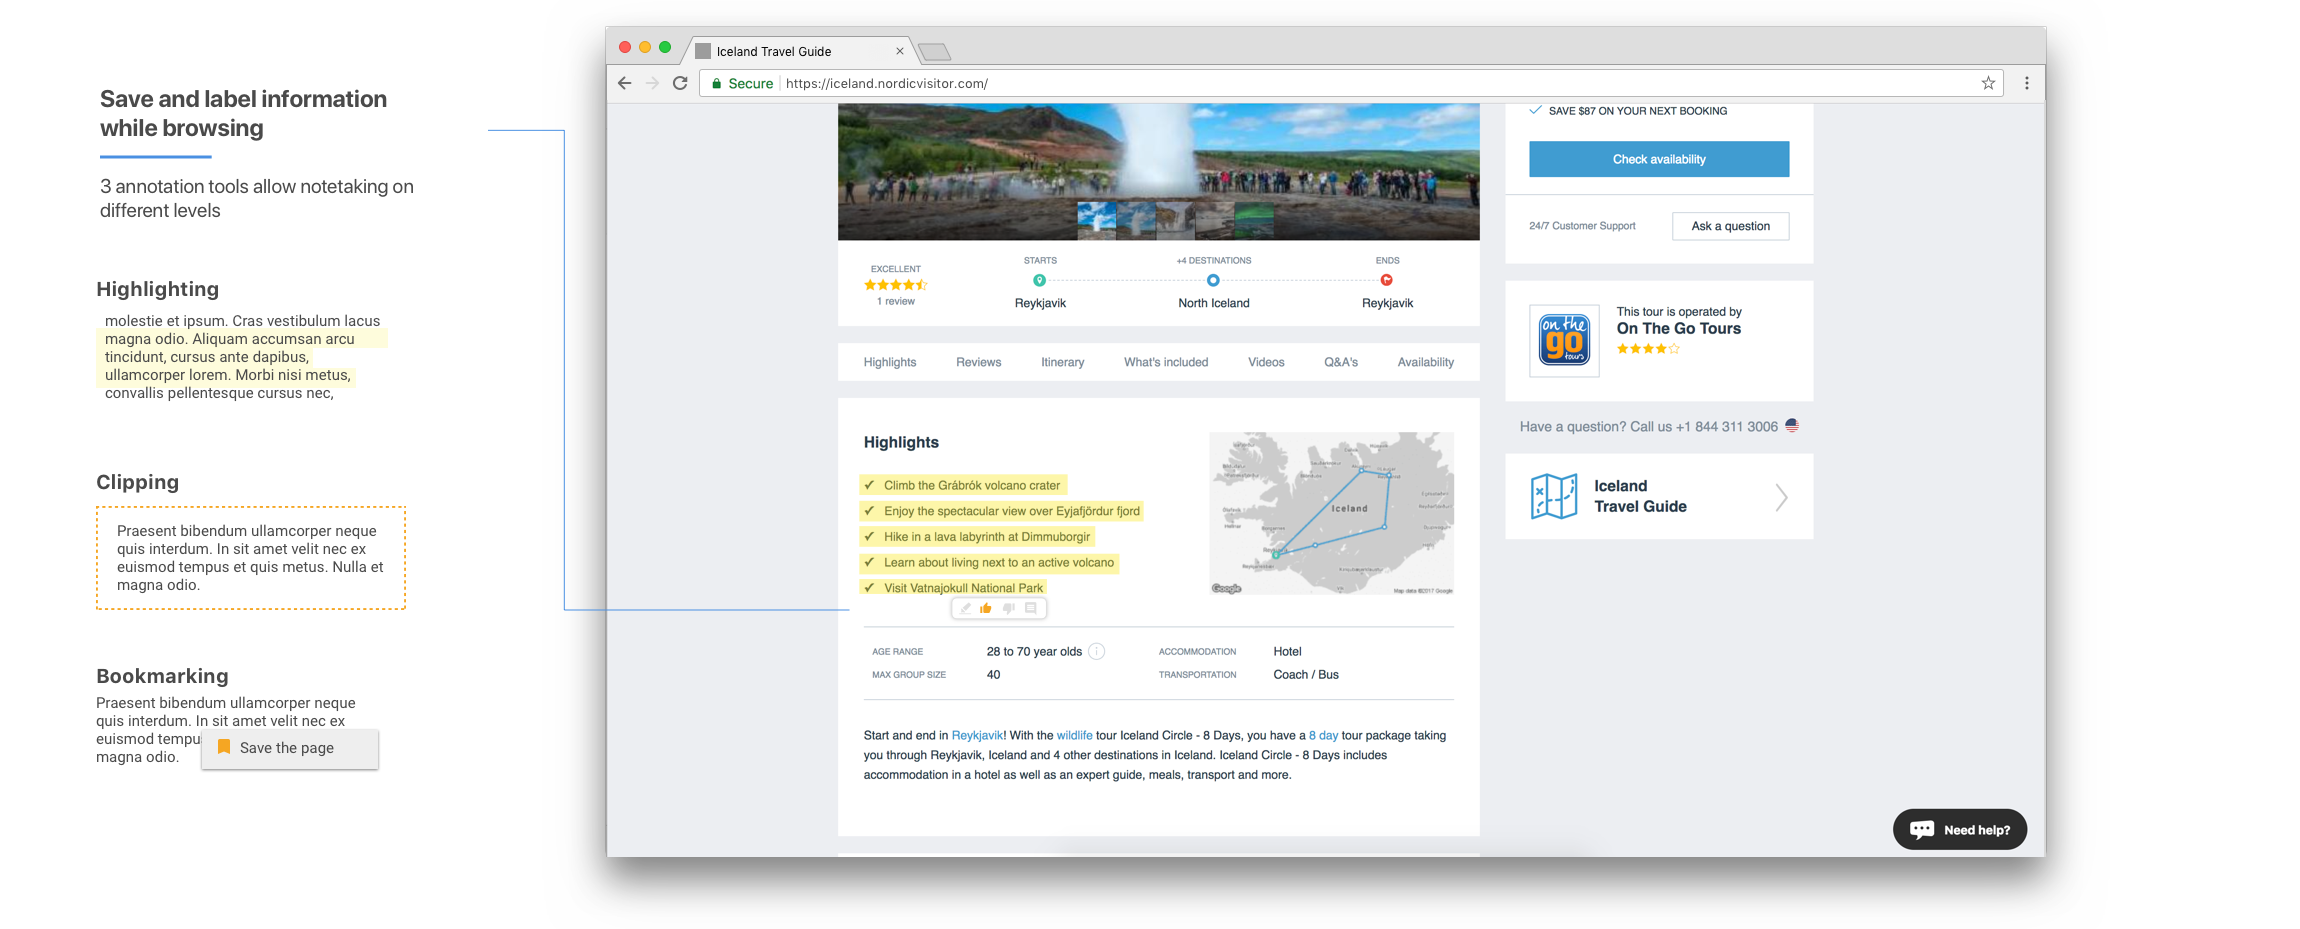 Save and label information
while browsing
3 annotation tools allow notetaking on
different levels
Highlighting
molestie et ipsum. Cras vestibulum lacus
magna odio. Aliquam accumsan arcu
tincidunt, cursus ante dapibus,
ullamcorper lorem. Morbi nisi metus,
convallis pellentesque cursus nec,
Clipping
Praesent bibendum ullamcorper neque
quis interdum. In sit amet velit nec ex
euismod tempus et quis metus. Nulla et
magna odio.
Bookmarking
Praesent bibendum ullamcorper neque
quis interdum. In sit amet velit nec ex
euismod tempu
magna odio.
Save the page
Iceland Travel Guide
Secure https://iceland.nordicvisitor.com/
EXCELLENT
1 review
STARTS
Reykjavik
+4 DESTINATIONS
North Iceland
ENDS
Reykjavik
Highlights Reviews Itinerary What's included Videos Q&A's Availability
Highlights
Climb the Grábrók volcano crater
Enjoy the spectacular view over Eyjafjördur fjord
Hike in a lava labyrinth at Dimmuborgir
Learn about living next to an active volcano
Visit Vatnajokull National Park
Iceland
Google
Map data ©2017 Google
AGE RANGE 28 to 70 year olds ACCOMMODATION Hotel
MAX GROUP SIZE 40 TRANSPORTATION Coach / Bus
Start and end in Reykjavik! With the wildlife tour Iceland Circle - 8 Days, you have a 8 day tour package taking
you through Reykjavik, Iceland and 4 other destinations in Iceland. Iceland Circle - 8 Days includes
accommodation in a hotel as well as an expert guide, meals, transport and more.
SAVE $87 ON YOUR NEXT BOOKING
Check availability
24/7 Customer Support
Ask a question
on the
go
tours
This tour is operated by
On The Go Tours
Have a question? Call us +1 844 311 3006
Iceland
Travel Guide
Need help?